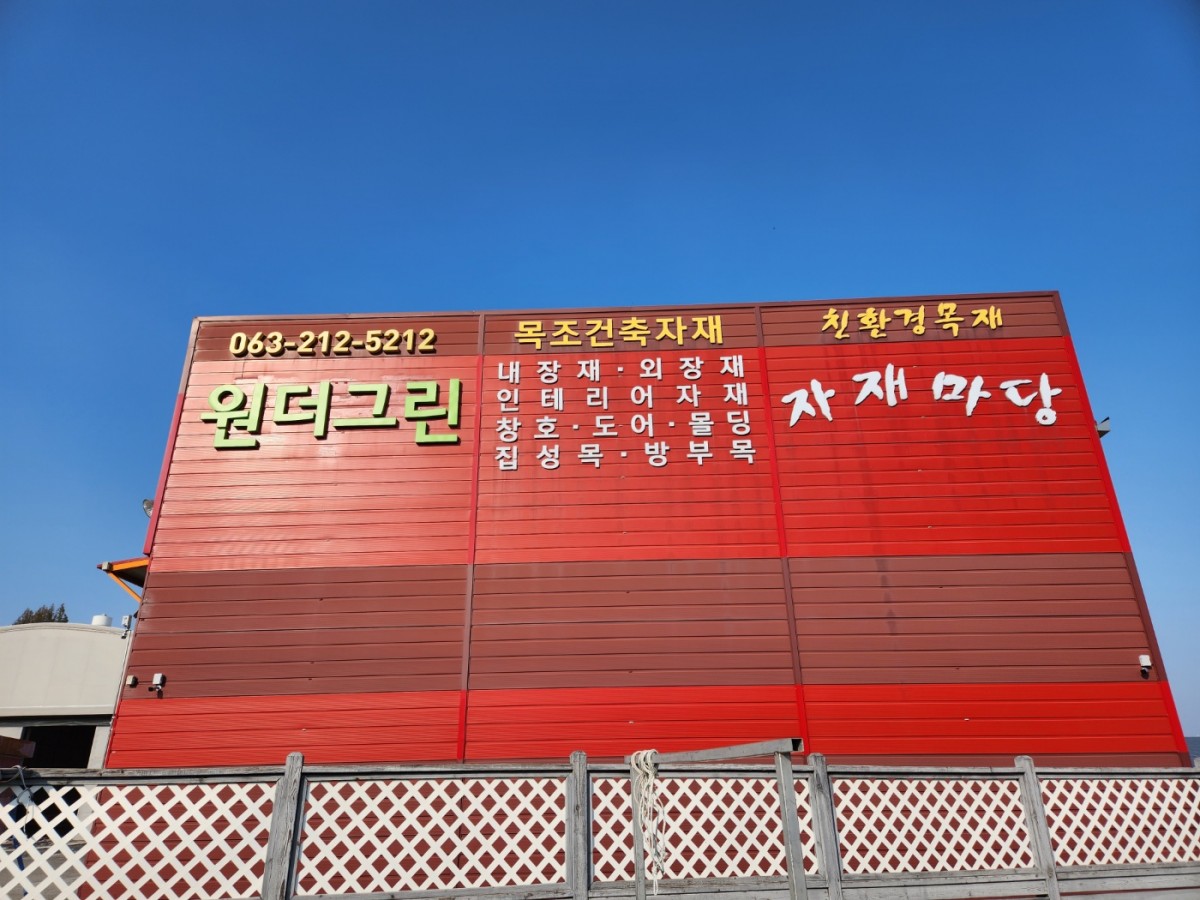 063-212-5212
원더그린
목조건축자재
내장재·외장재
인테리어자재
창호·도어·몰딩
집성목·방부목
친환경목재
자재마당